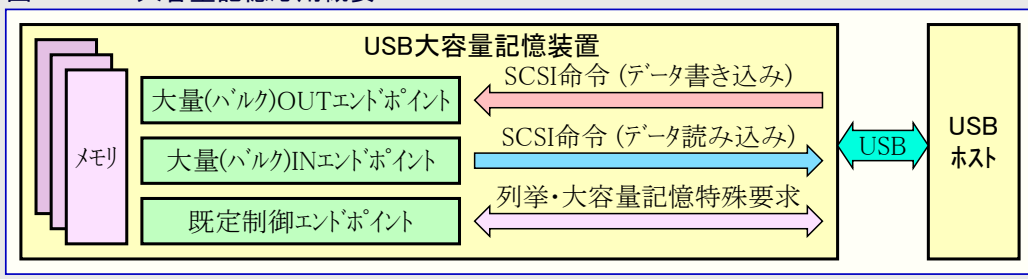 USB大容量記憶装置
SCSI命令 (データ書き込み)
大量(バルク)OUTエンドポイント
メモリ
大量(バルク)INエンドポイント
SCSI命令 (データ読み込み)
USB
USB
ホスト
列挙・大容量記憶特殊要求
既定制御エンドポイント